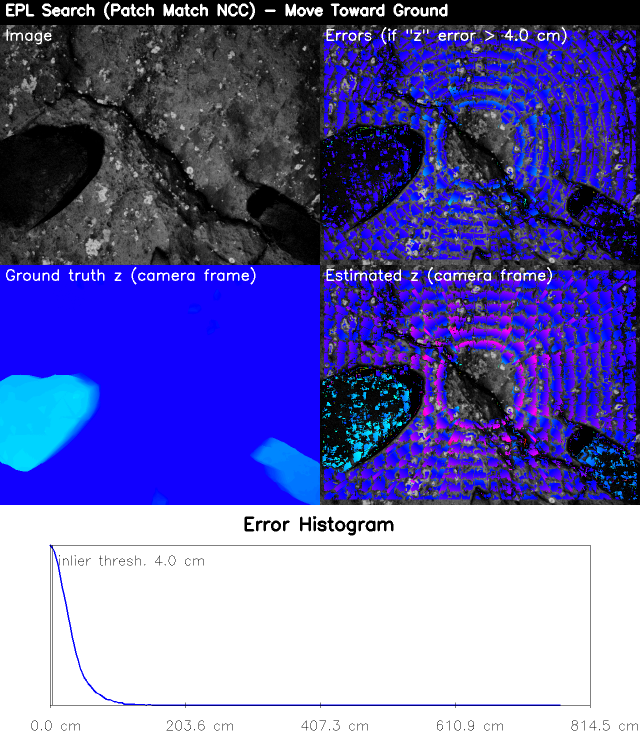 EPL Search (Patch Match NCC) - Move Toward Ground
Image
Errors (if "z" error > 4.0 cm)
Ground truth z (camera frame)
Estimated z (camera frame)
Error Histogram
inlier thresh. 4.0 cm
0.0 cm
203.6 cm
407.3 cm
610.9 cm
814.5 cm